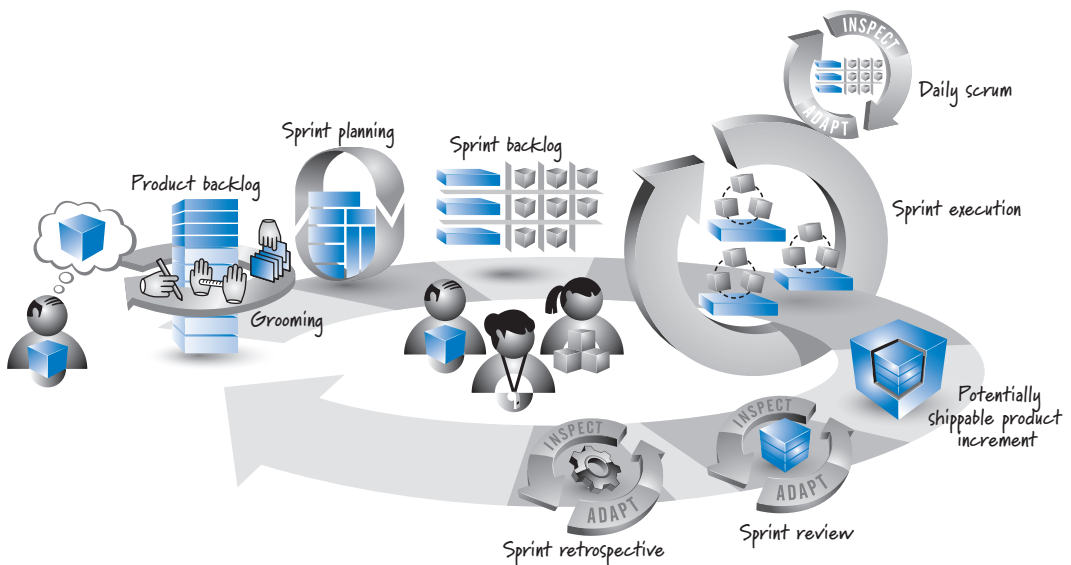 INSPECT
ADAPT
Daily scrum
Sprint planning
Sprint backlog
Product backlog
Sprint execution
Grooming
Potentially
shippable product
increment
INSPECT
ADAPT
Sprint review
INSPECT
ADAPT
Sprint retrospective